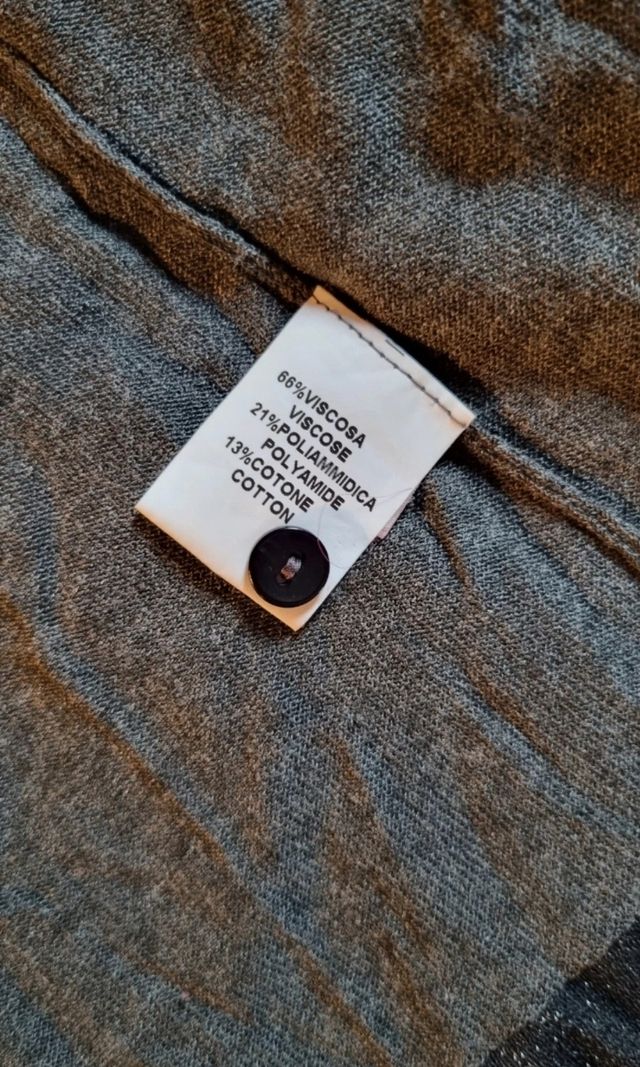 66%VISCOSA
VISCOSE
21%POLIAMMIDICA
POLYAMIDE
13%COTONE
COTTON